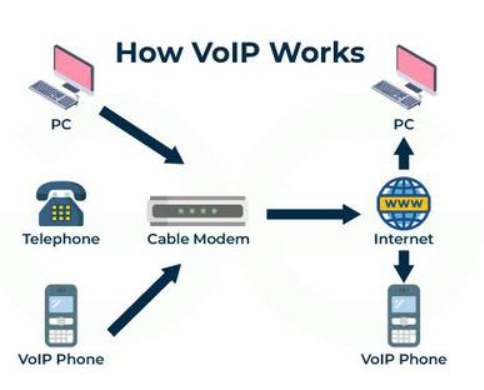 How VoIP Works
PC
PC
WWW
Telephone
Cable Modem
Internet
VoIP Phone
VoIP Phone